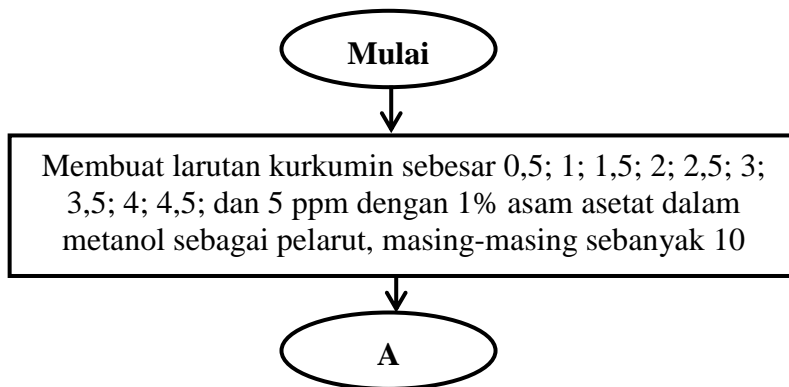 Mulai
Membuat larutan kurkumin sebesar 0,5; 1; 1,5; 2; 2,5; 3;
3,5; 4; 4,5; dan 5 ppm dengan 1% asam asetat dalam
metanol sebagai pelarut, masing-masing sebanyak 10
A